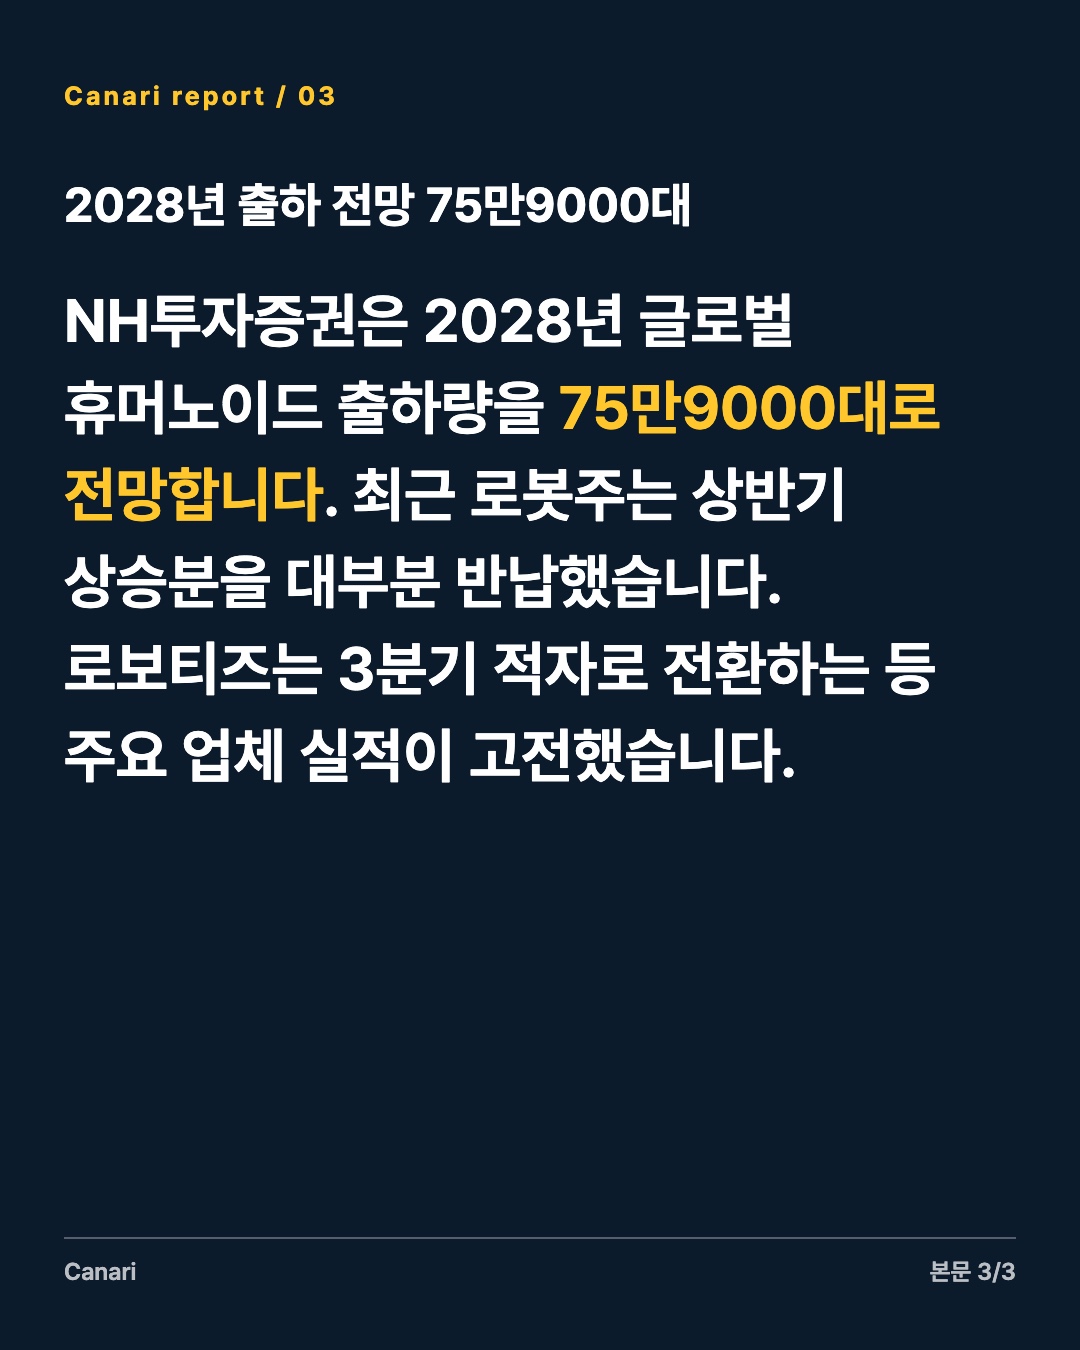 Canari report / 03
2028년 출하 전망 75만9000대
NH투자증권은 2028년 글로벌
휴머노이드 출하량을 75만9000대로
전망합니다. 최근 로봇주는 상반기
상승분을 대부분 반납했습니다.
로보티즈는 3분기 적자로 전환하는 등
주요 업체 실적이 고전했습니다.
Canari
본문 3/3